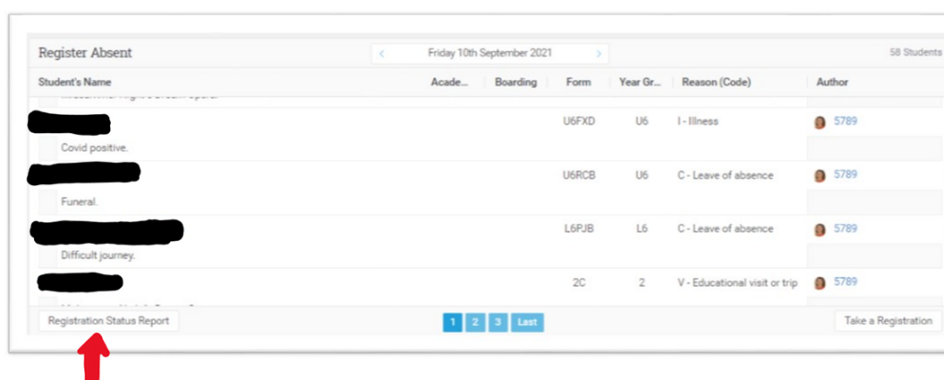 Register Absent < Friday 10th September 2021 > 58 Students
Student's Name Acade... Boarding Form Year Gr... Reason (Code) Author
U6FXD U6 I - Illness 5789
Covid positive.
U6RCB U6 C - Leave of absence 5789
Funeral.
L6PJB L6 C - Leave of absence 5789
Difficult journey.
2C 2 V - Educational visit or trip 5789
Registration Status Report 1 2 3 Last Take a Registration